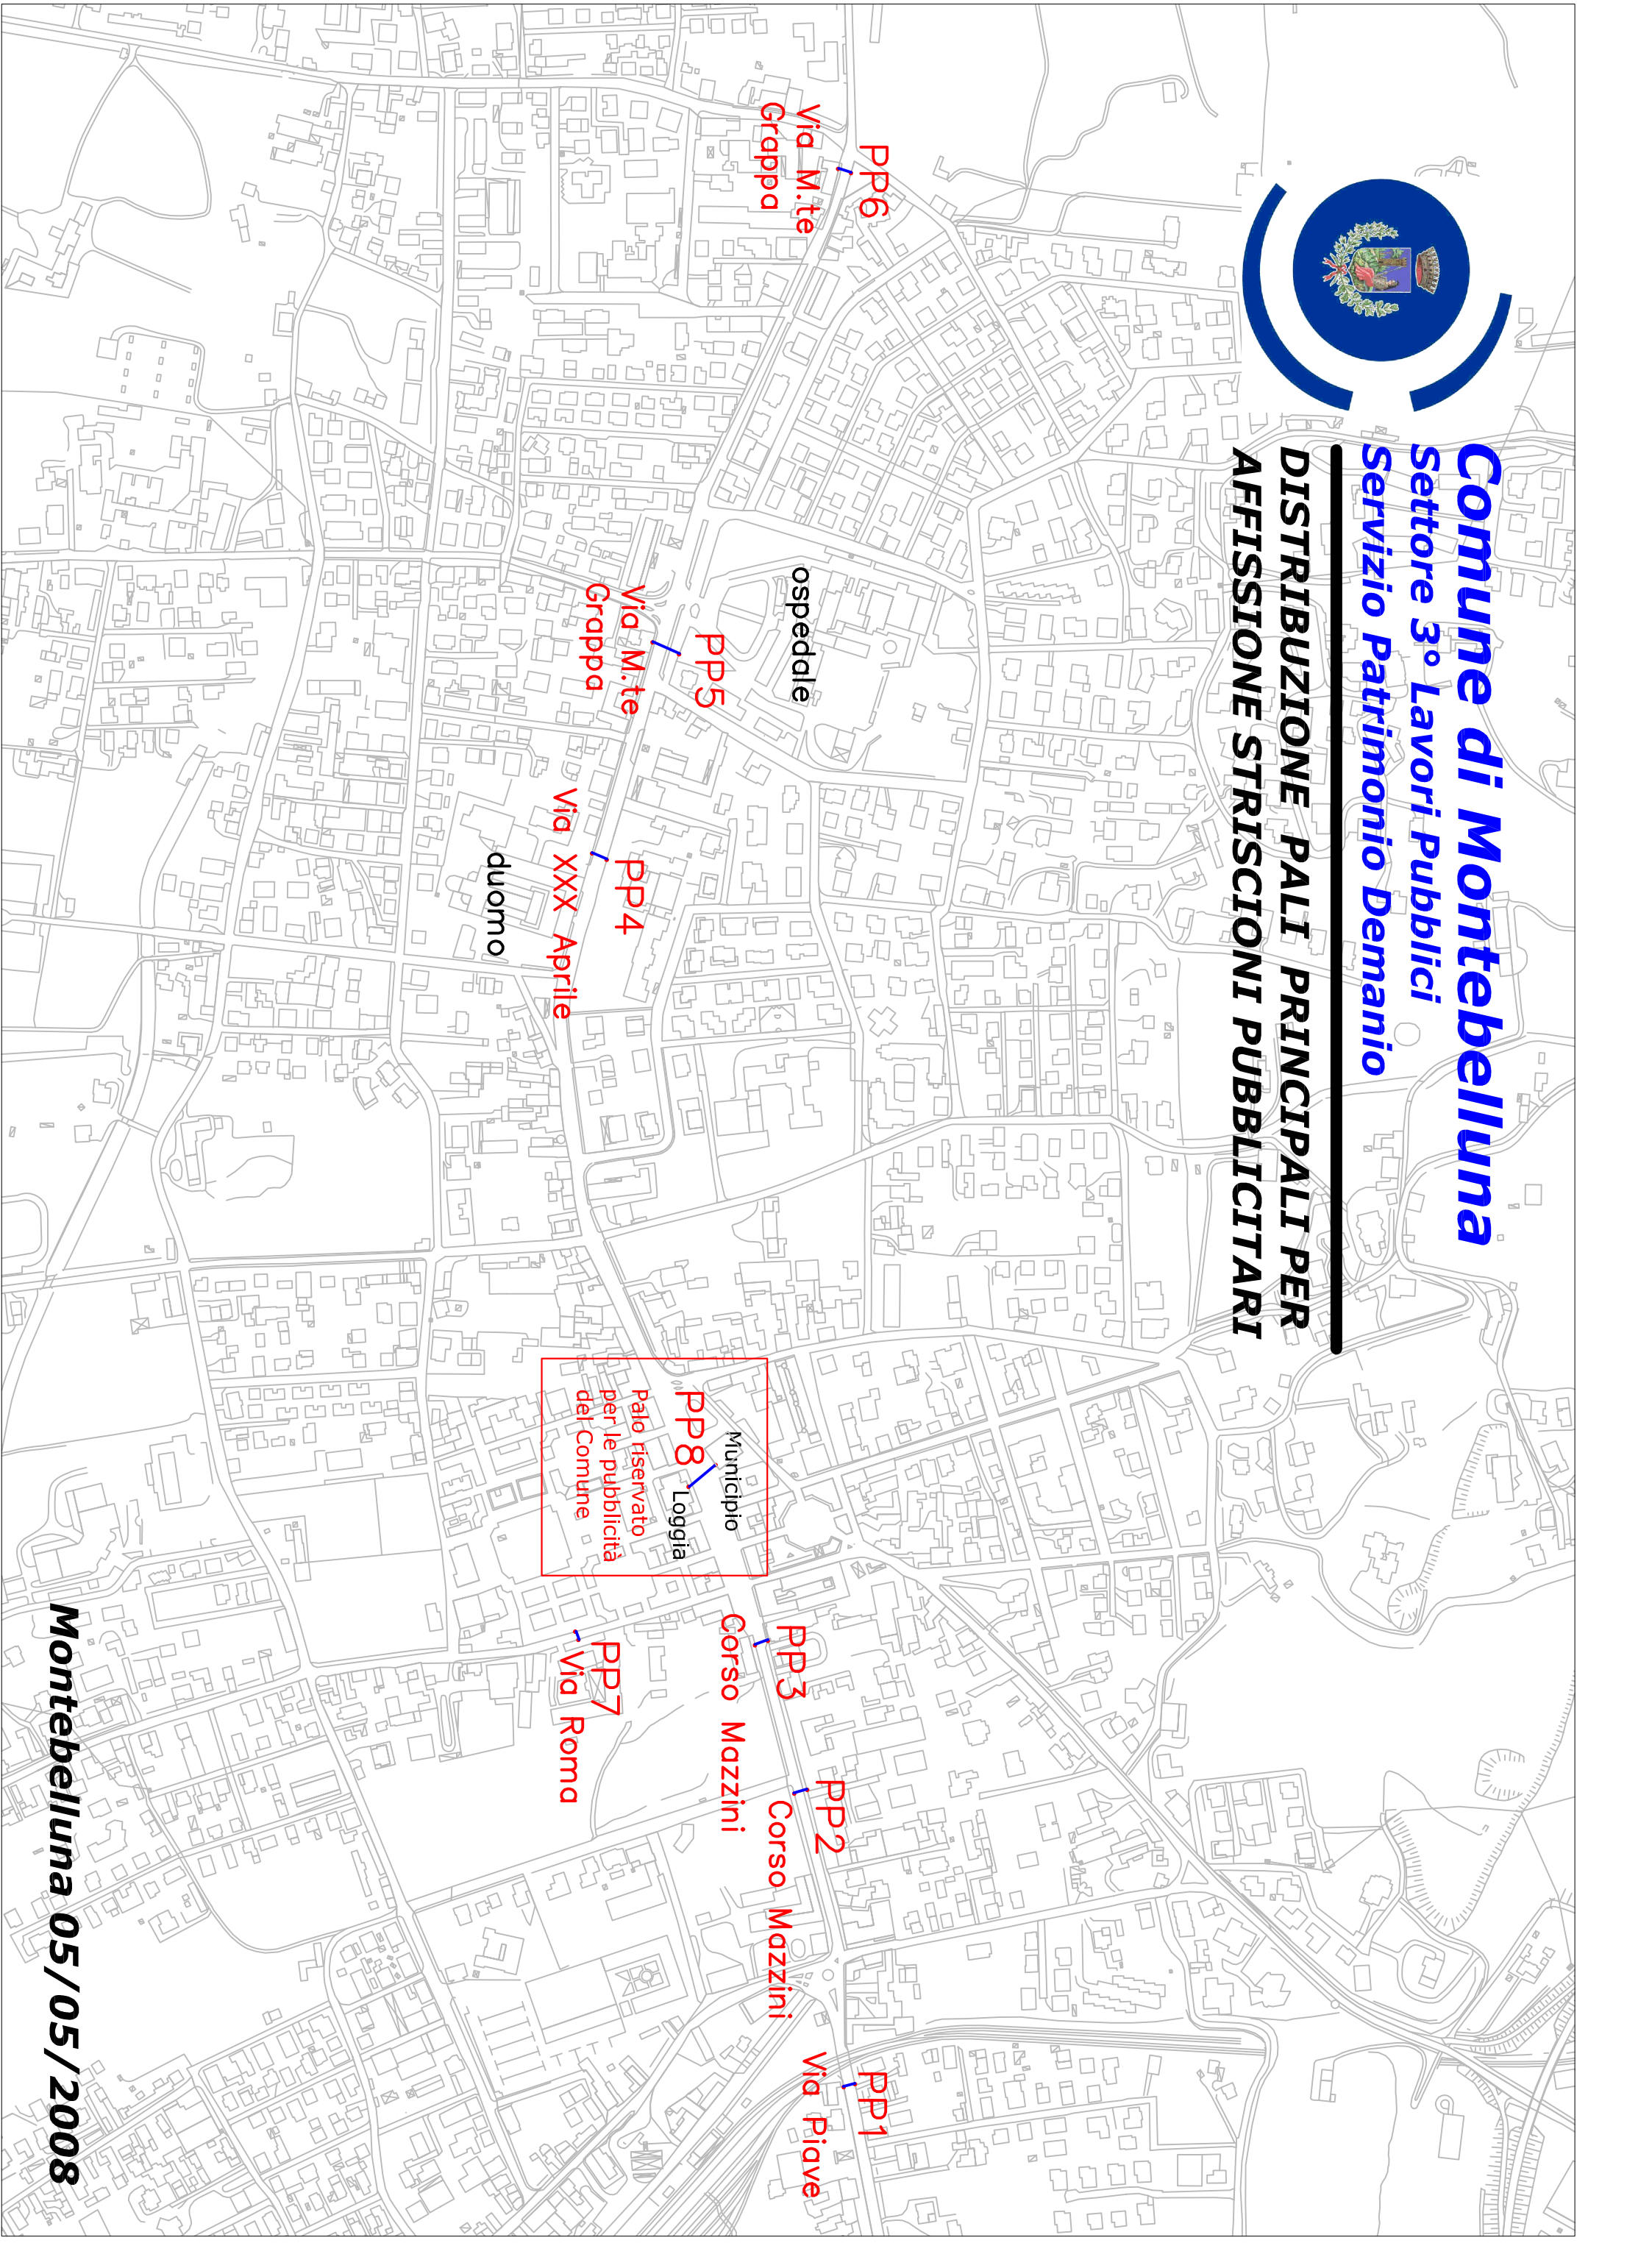 Comune di Montebelluna
Settore 3° Lavori Pubblici
Servizio Patrimonio Demanio
DISTRIBUZIONE PALI PRINCIPALI PER
AFFISSIONE STRISCIONI PUBBLICITARI
PP6
Via M.te
Grappa
ospedale
PP5
Via M.te
Grappa
PP4
Via XXX Aprile
duomo
Municipio
PP8
Loggia
Palo riservato
per le pubblicità
del Comune
PP3
Corso Mazzini
PP7
Via Roma
PP2
Corso Mazzini
PP1
Via Piave
Montebelluna 05/05/2008